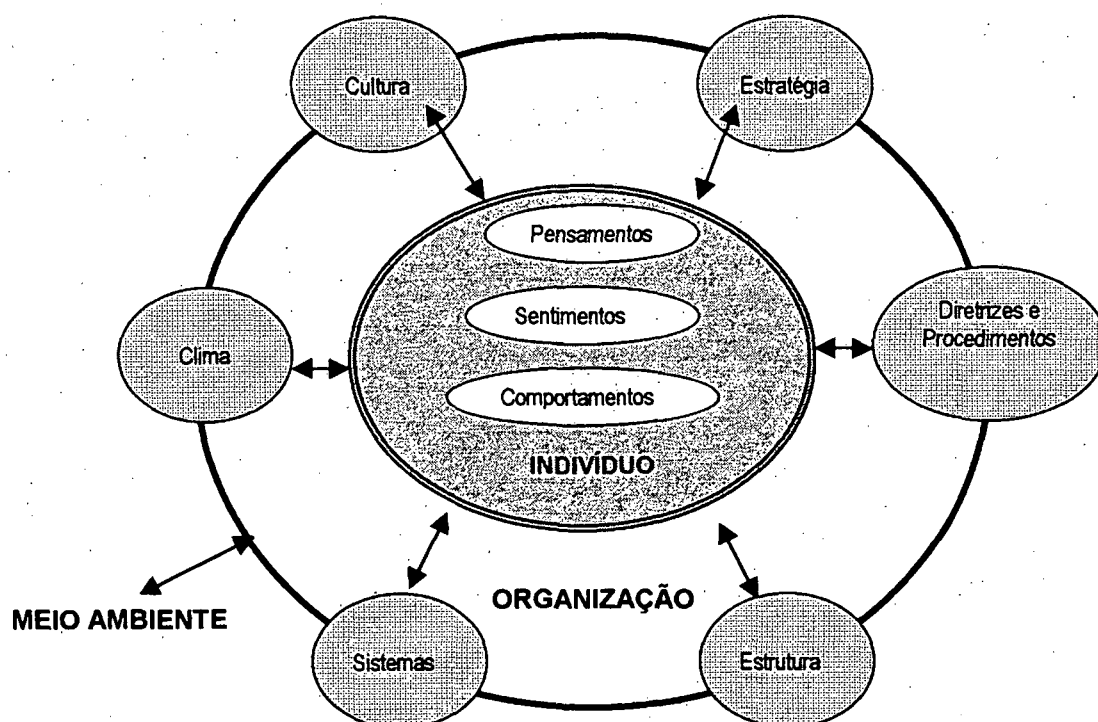 Cultura
Estratégia
Pensamentos
Sentimentos
Comportamentos
INDIVÍDUO
Clima
Diretrizes e
Procedimentos
MEIO AMBIENTE
ORGANIZAÇÃO
Sistemas
Estrutura